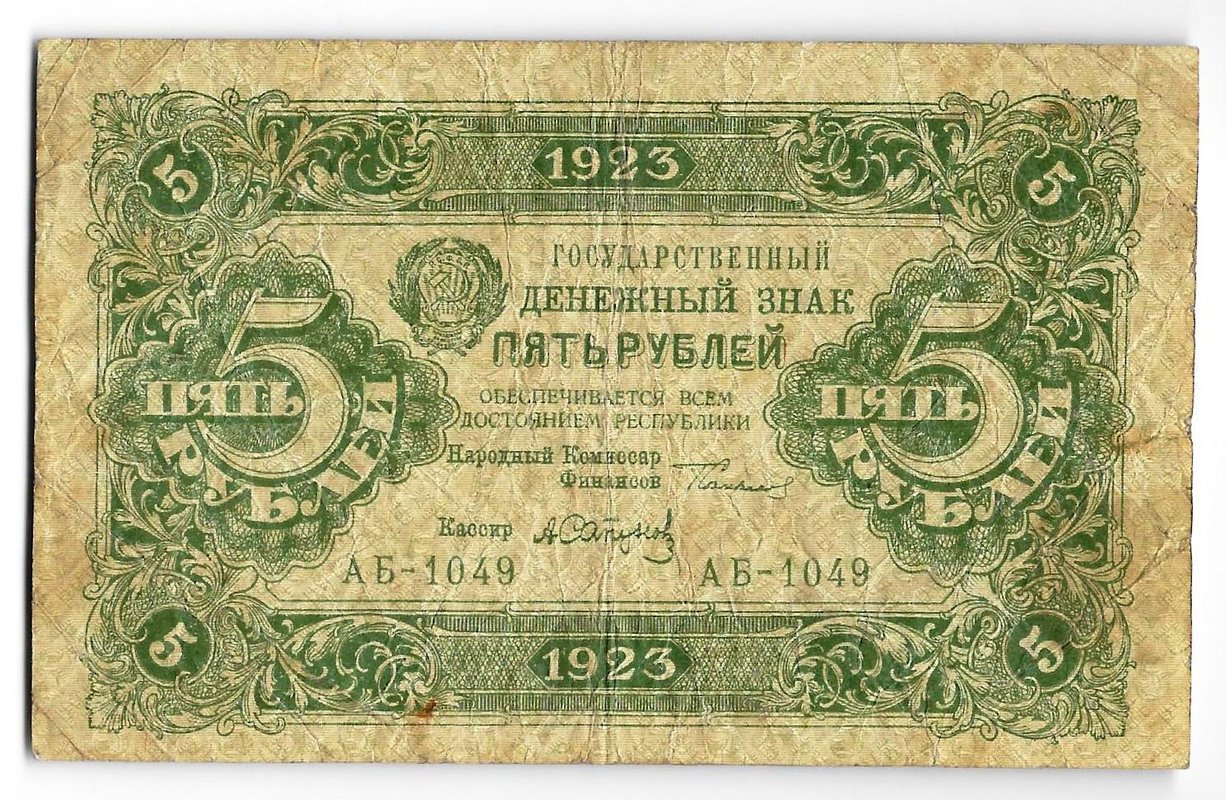 1923
5
5
ГОСУДАРСТВЕННЫЙ
ДЕНЕЖНЫЙ ЗНАК
ПЯТЬ РУБЛЕЙ
5
ПЯТЬ
РУБЛЕЙ
5
ПЯТЬ
РУБЛЕЙ
ОБЕСПЕЧИВАЕТСЯ ВСЕМ
ДОСТОЯНИЕМ РЕСПУБЛИКИ
Народный Комиссар
Финансов
Кассир А Сапунов
АБ-1049
АБ-1049
5
5
1923